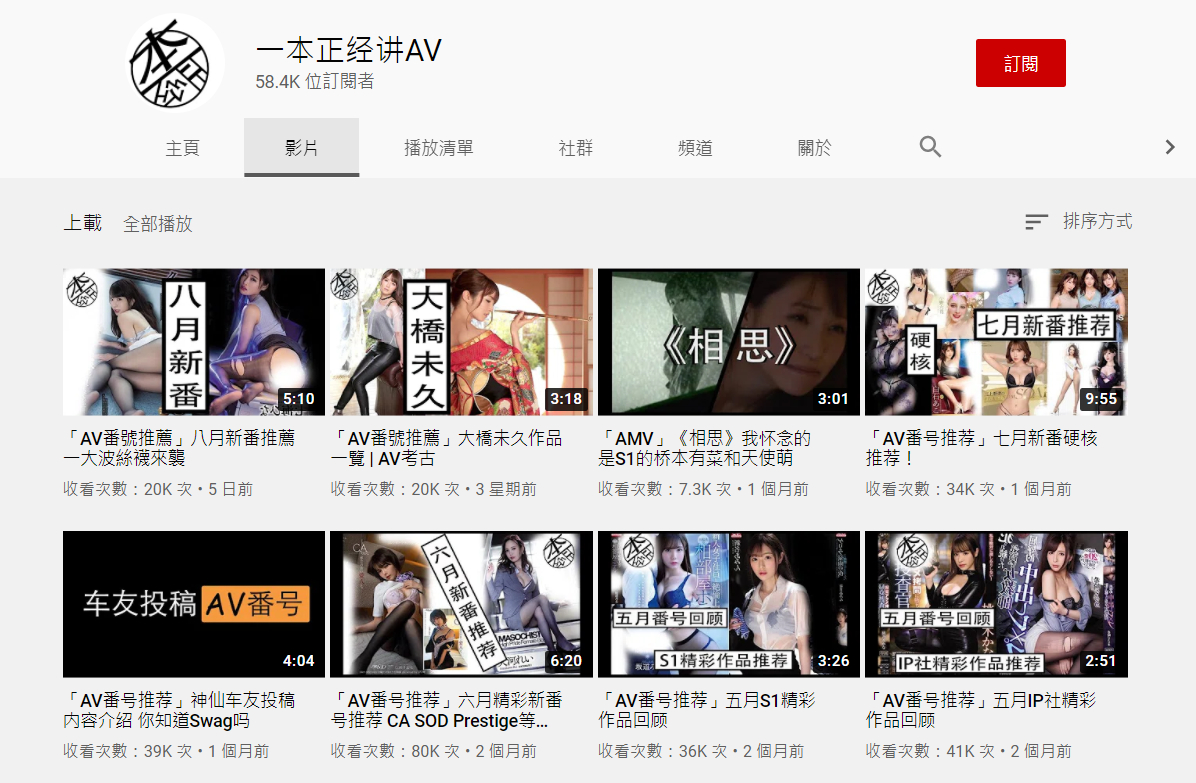 一本正经讲AV
58.4K 位訂閱者
訂閱
主頁
影片
播放清單
社群
頻道
關於
上載
全部播放
排序方式
八月新番
5:10
大橋未久
3:18
《相思》
3:01
七月新番推荐
硬核
9:55
「AV番號推薦」八月新番推薦
一大波絲襪來襲
收看次數：20K 次 • 5 日前
「AV番號推薦」大橋未久作品
一覽 | AV考古
收看次數：20K 次 • 3 星期前
「AMV」《相思》我怀念的
是S1的桥本有菜和天使萌
收看次數：7.3K 次 • 1 個月前
「AV番号推荐」七月新番硬核
推荐！
收看次數：34K 次 • 1 個月前
车友投稿 AV番号
4:04
CA
六月新番推荐
MASOCHIST
6:20
五月番号回顾
S1精彩作品推荐
3:26
五月番号回顾
IP社精彩作品推荐
2:51
「AV番号推荐」神仙车友投稿
内容介绍 你知道Swag吗
收看次數：39K 次 • 1 個月前
「AV番号推荐」六月精彩新番
号推荐 CA SOD Prestige等...
收看次數：80K 次 • 2 個月前
「AV番号推荐」五月S1精彩
作品回顾
收看次數：36K 次 • 2 個月前
「AV番号推荐」五月IP社精彩
作品回顾
收看次數：41K 次 • 2 個月前